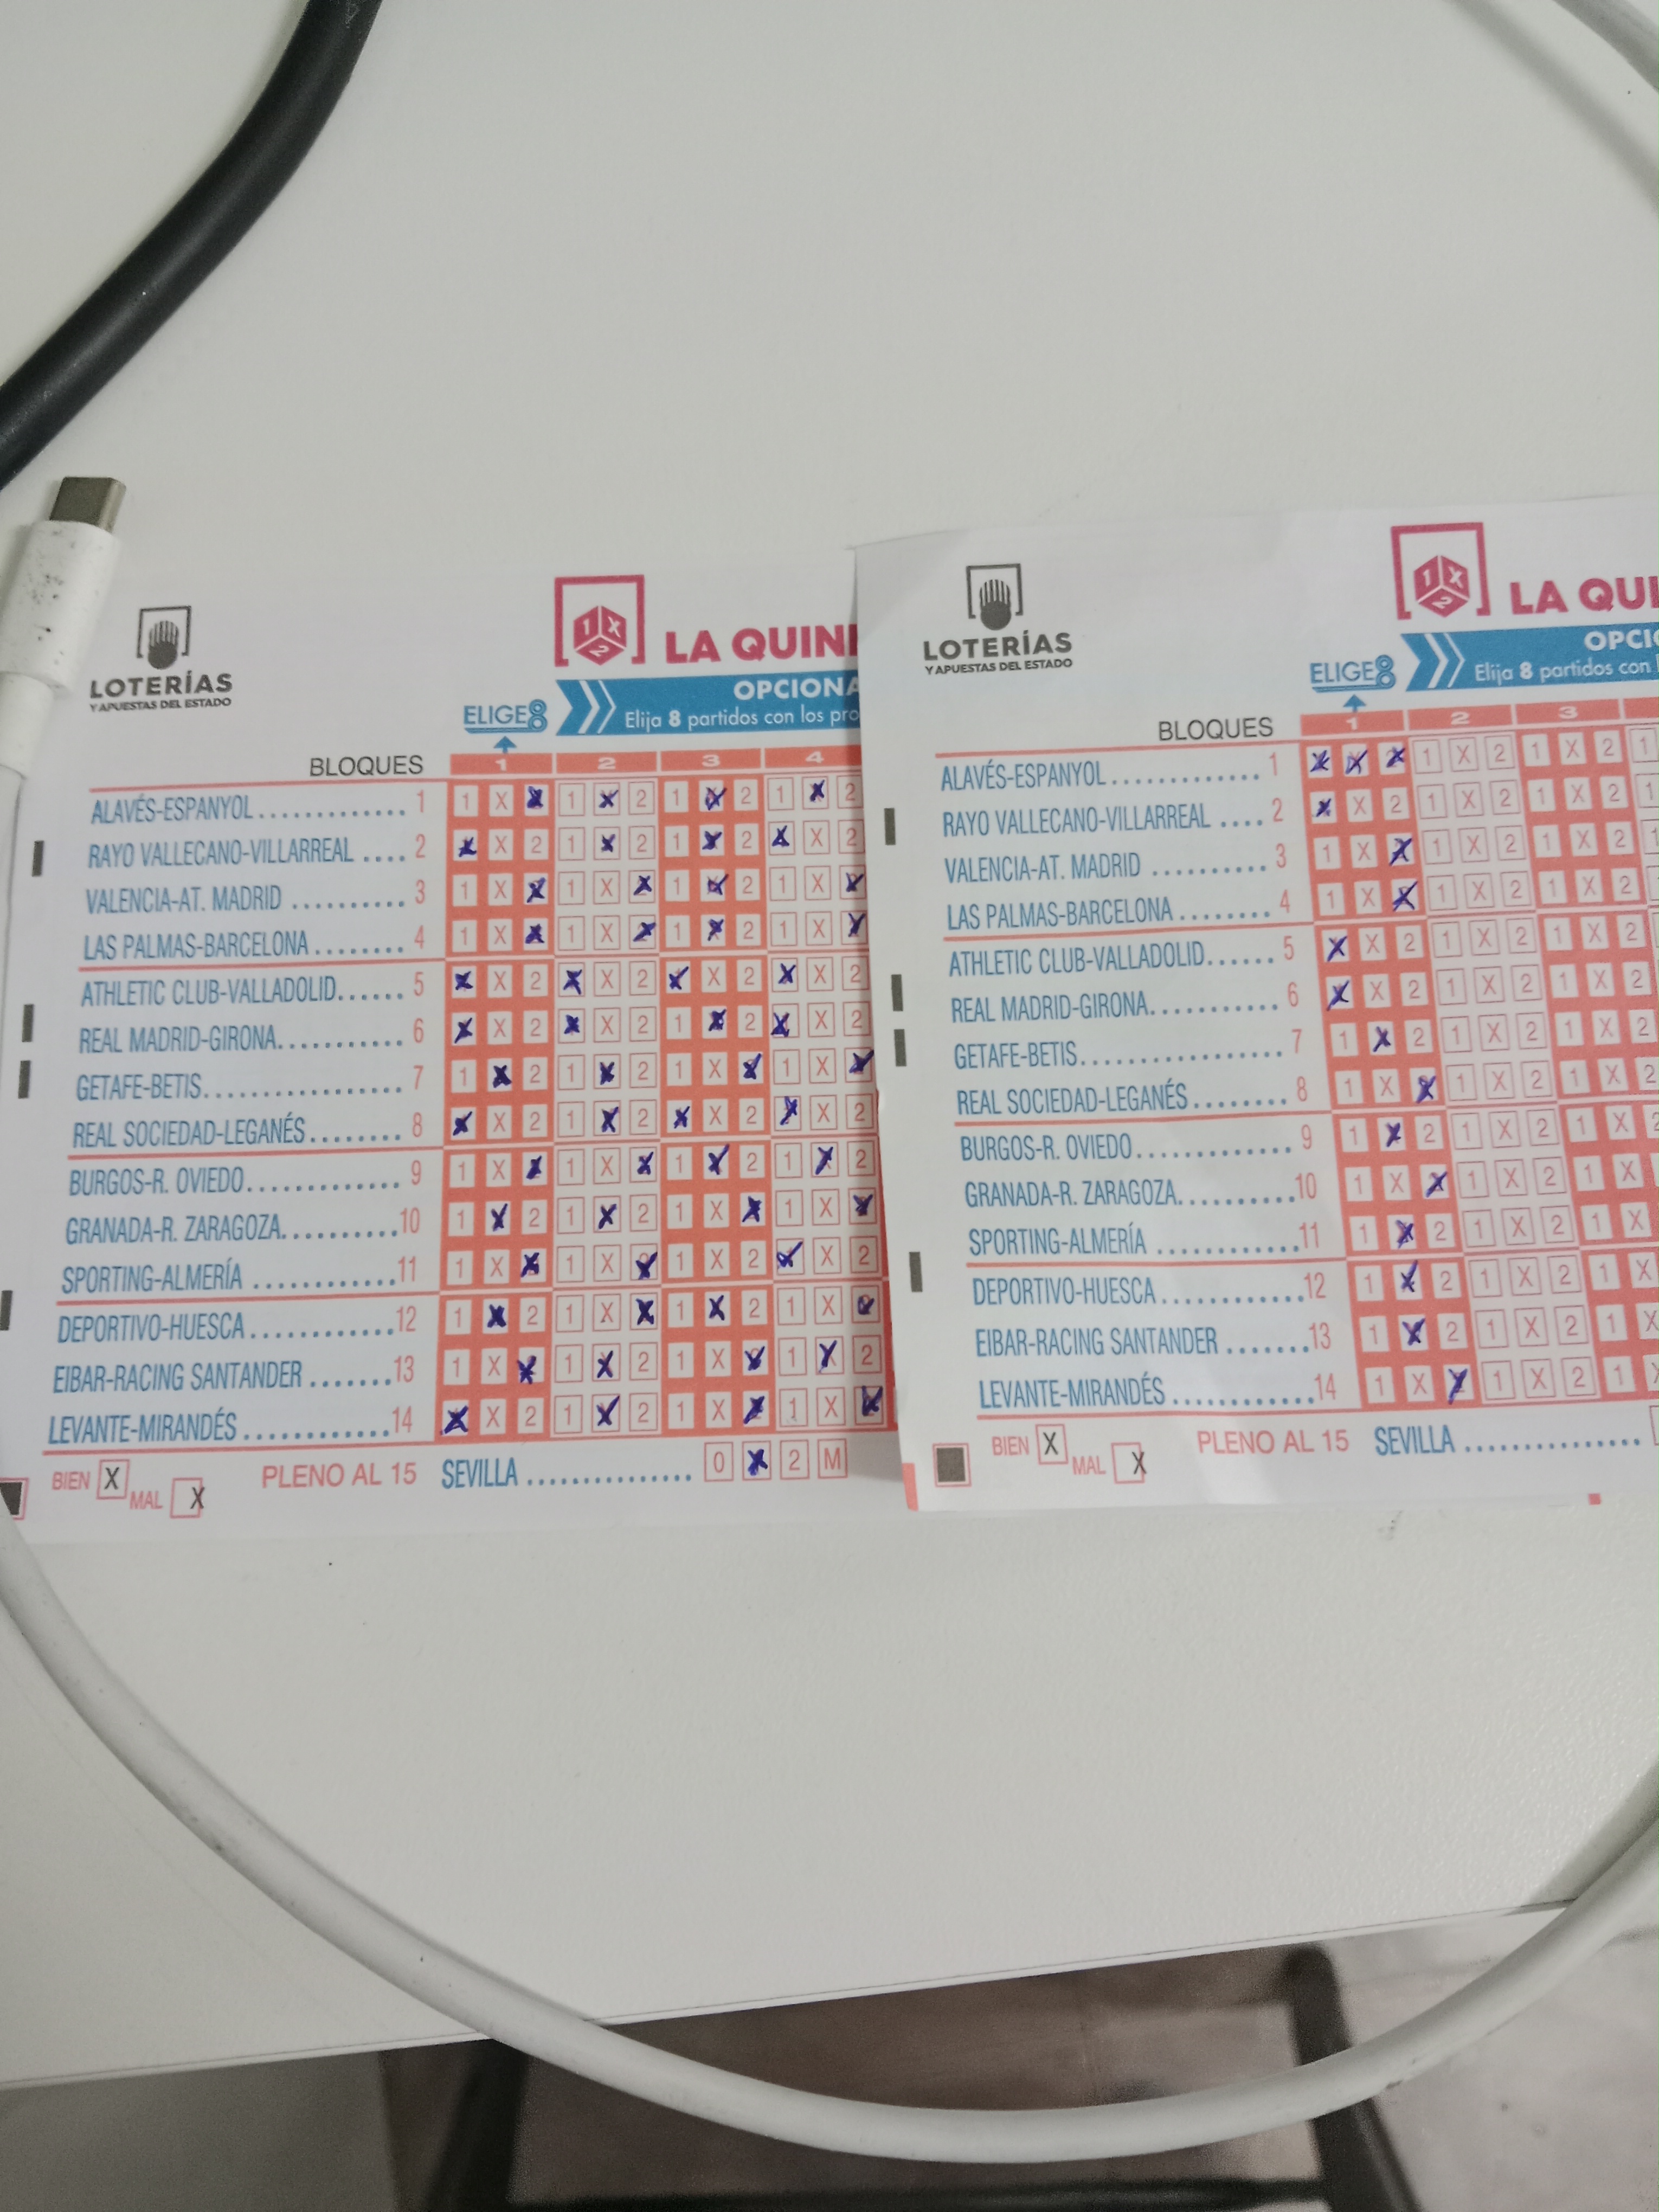 LOTERÍAS
Y APUESTAS DEL ESTADO
LA QUINI
ELIGE8
OPCIONA
Elija 8 partidos con los pro
BLOQUES 1 2 3 4
ALAVÉS-ESPANYOL ............. 1
RAYO VALLECANO-VILLARREAL .... 2
VALENCIA-AT. MADRID .......... 3
LAS PALMAS-BARCELONA ....... 4
ATHLETIC CLUB-VALLADOLID...... 5
REAL MADRID-GIRONA........... 6
GETAFE-BETIS.................. 7
REAL SOCIEDAD-LEGANÉS........ 8
BURGOS-R. OVIEDO............. 9
GRANADA-R. ZARAGOZA..........10
SPORTING-ALMERÍA ............11
DEPORTIVO-HUESCA ............12
EIBAR-RACING SANTANDER .......13
LEVANTE-MIRANDÉS .............14
BIEN X MAL X PLENO AL 15 SEVILLA ................ 0 2 M
LOTERÍAS
Y APUESTAS DEL ESTADO
LA QUI
ELIGE8
OPCI
Elija 8 partidos con
BLOQUES 1 2 3
ALAVÉS-ESPANYOL ............. 1
RAYO VALLECANO-VILLARREAL .... 2
VALENCIA-AT. MADRID .......... 3
LAS PALMAS-BARCELONA ........ 4
ATHLETIC CLUB-VALLADOLID...... 5
REAL MADRID-GIRONA........... 6
GETAFE-BETIS.................. 7
REAL SOCIEDAD-LEGANÉS........ 8
BURGOS-R. OVIEDO............. 9
GRANADA-R. ZARAGOZA..........10
SPORTING-ALMERÍA ............11
DEPORTIVO-HUESCA ............12
EIBAR-RACING SANTANDER .......13
LEVANTE-MIRANDÉS .............14
BIEN X MAL X PLENO AL 15 SEVILLA ................